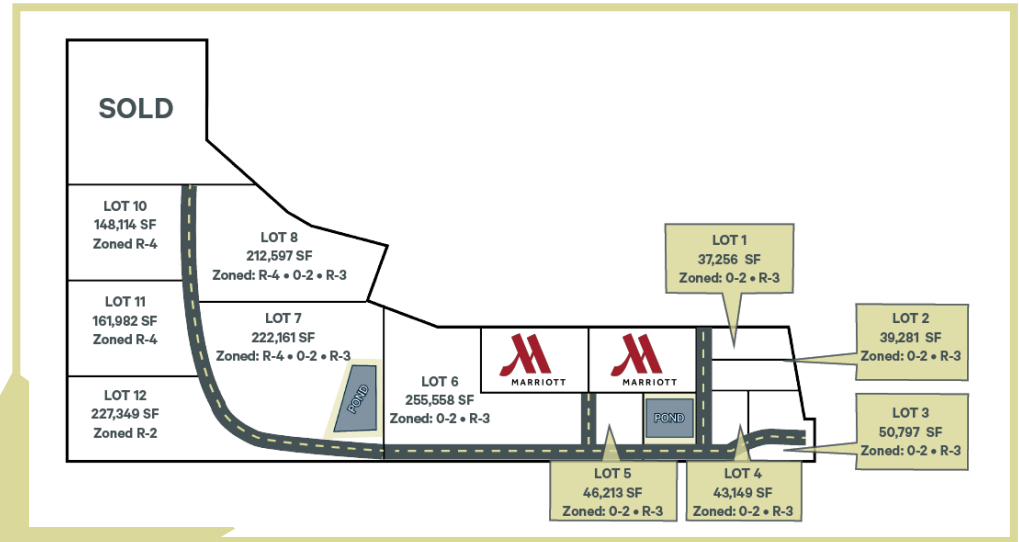 SOLD
LOT 10
148,114 SF
Zoned R-4
LOT 8
212,597 SF
Zoned: R-4 • 0-2 • R-3
LOT 1
37,256 SF
Zoned: 0-2 • R-3
LOT 11
161,982 SF
Zoned R-4
LOT 7
222,161 SF
Zoned: R-4 • 0-2 • R-3
LOT 2
39,281 SF
Zoned: 0-2 • R-3
MARRIOTT
MARRIOTT
LOT 12
227,349 SF
Zoned R-2
POND
LOT 6
255,558 SF
Zoned: 0-2 • R-3
POND
LOT 3
50,797 SF
Zoned: 0-2 • R-3
LOT 5
46,213 SF
Zoned: 0-2 • R-3
LOT 4
43,149 SF
Zoned: 0-2 • R-3